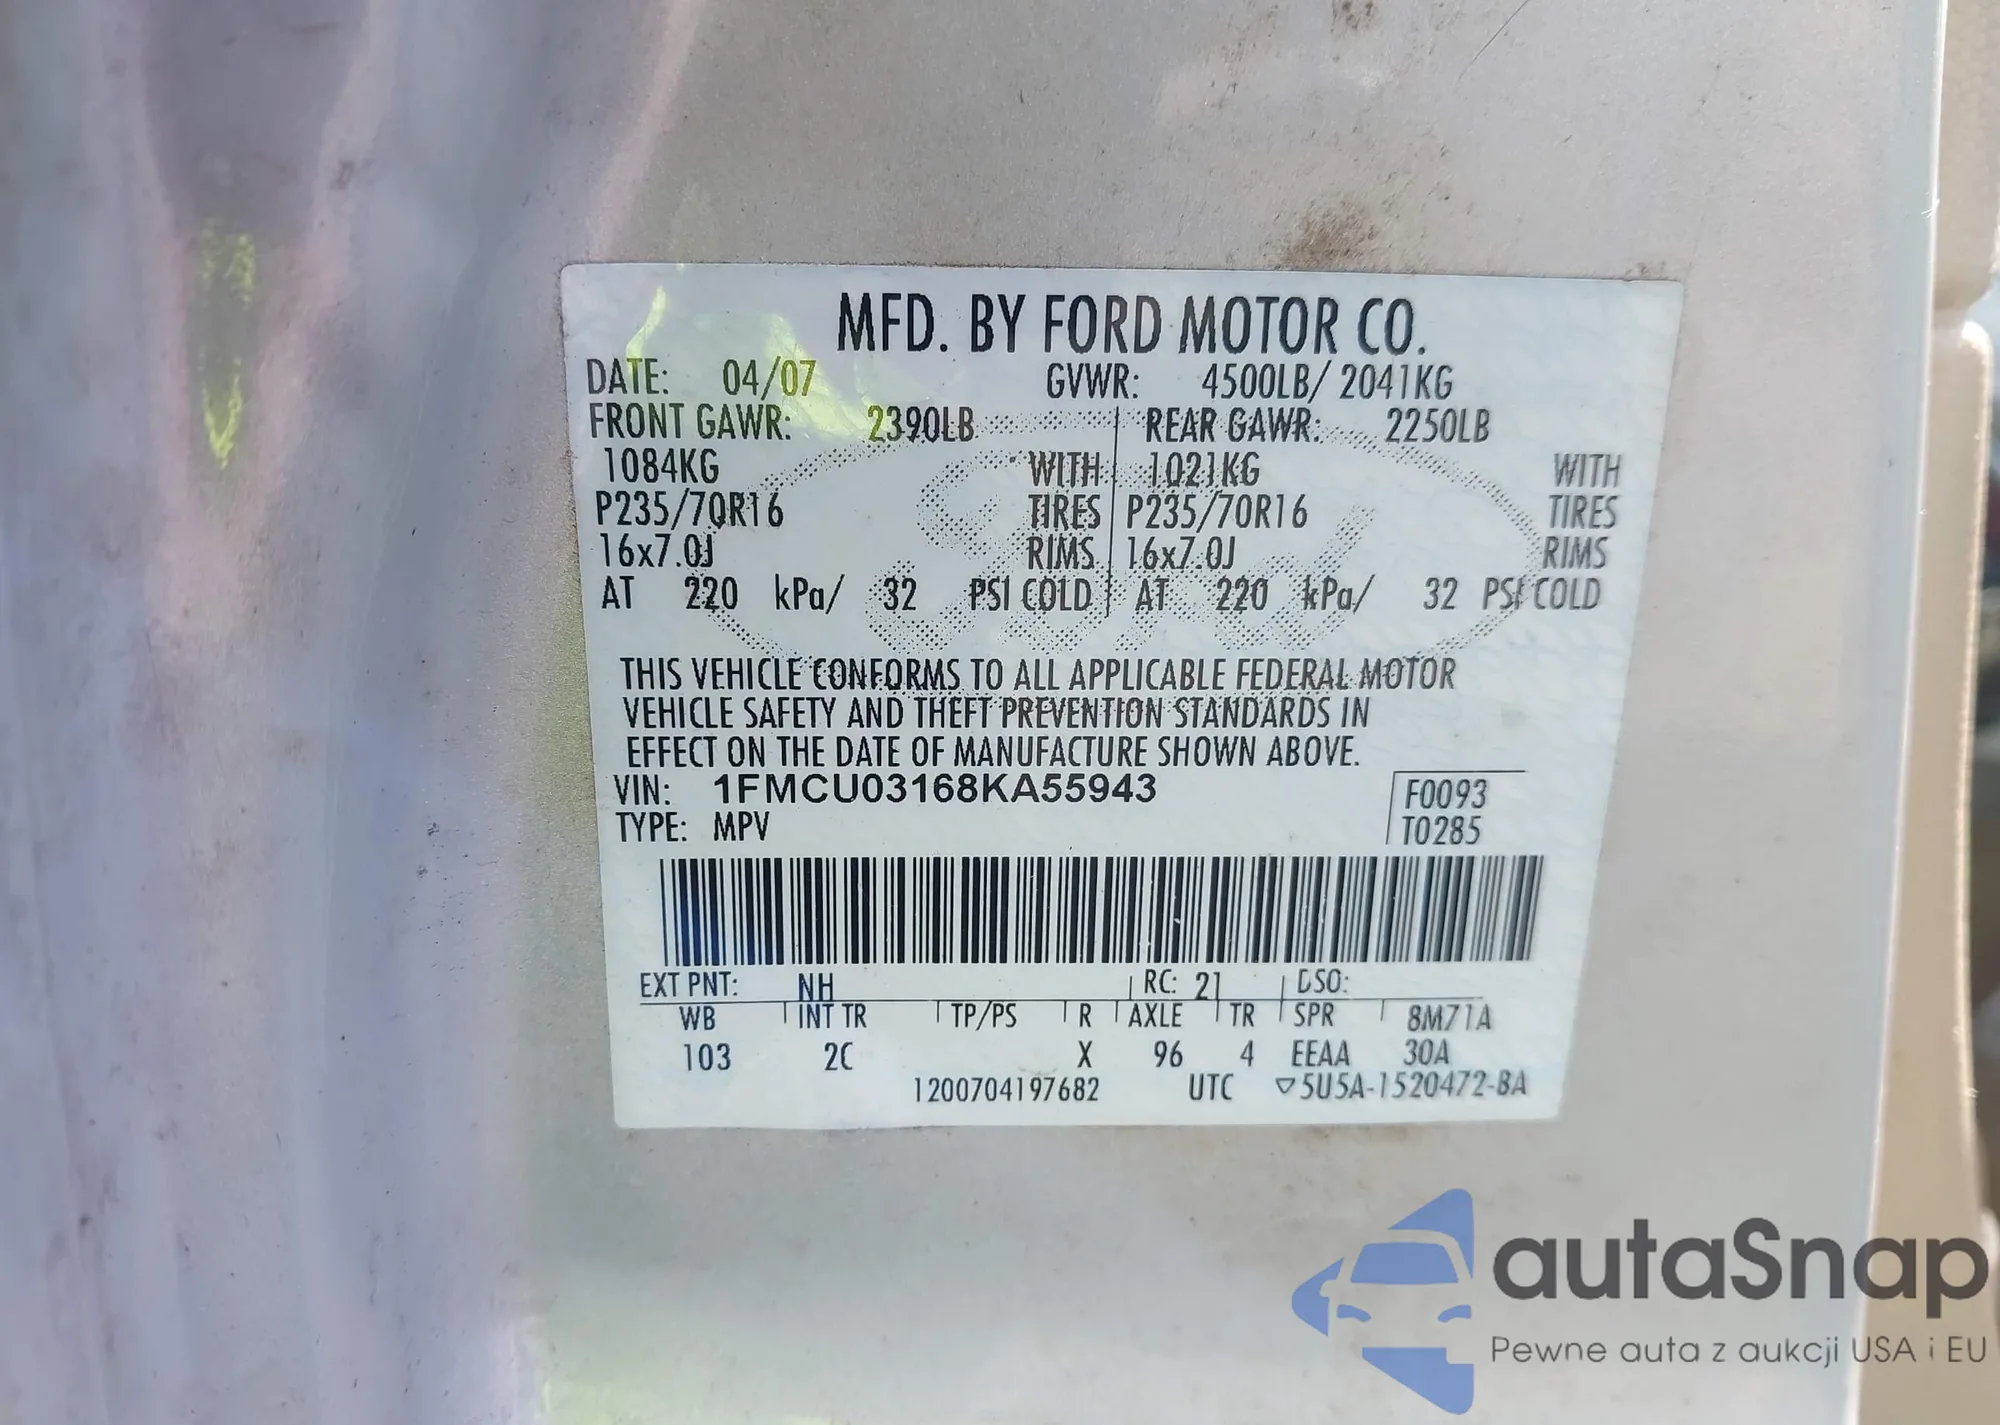 MFD. BY FORD MOTOR CO.
DATE: 04/07 GVWR: 4500LB/ 2041KG
FRONT GAWR: 2390LB REAR GAWR: 2250LB
1084KG WITH 1021KG WITH
P235/70R16 TIRES P235/70R16 TIRES
16x7.0J RIMS 16x7.0J RIMS
AT 220 kPa/ 32 PSI COLD AT 220 kPa/ 32 PSI COLD
THIS VEHICLE CONFORMS TO ALL APPLICABLE FEDERAL MOTOR
VEHICLE SAFETY AND THEFT PREVENTION STANDARDS IN
EFFECT ON THE DATE OF MANUFACTURE SHOWN ABOVE.
VIN: 1FMCU03168KA55943 F0093
TYPE: MPV T0285
EXT PNT: NH RC: 21 DSO:
WB INT TR TP/PS R AXLE TR SPR 8M71A
103 2C X 96 4 EEAA 30A
1200704197682 UTC ▽5U5A-1520472-BA
autaSnap
Pewne auta z aukcji USA i EU